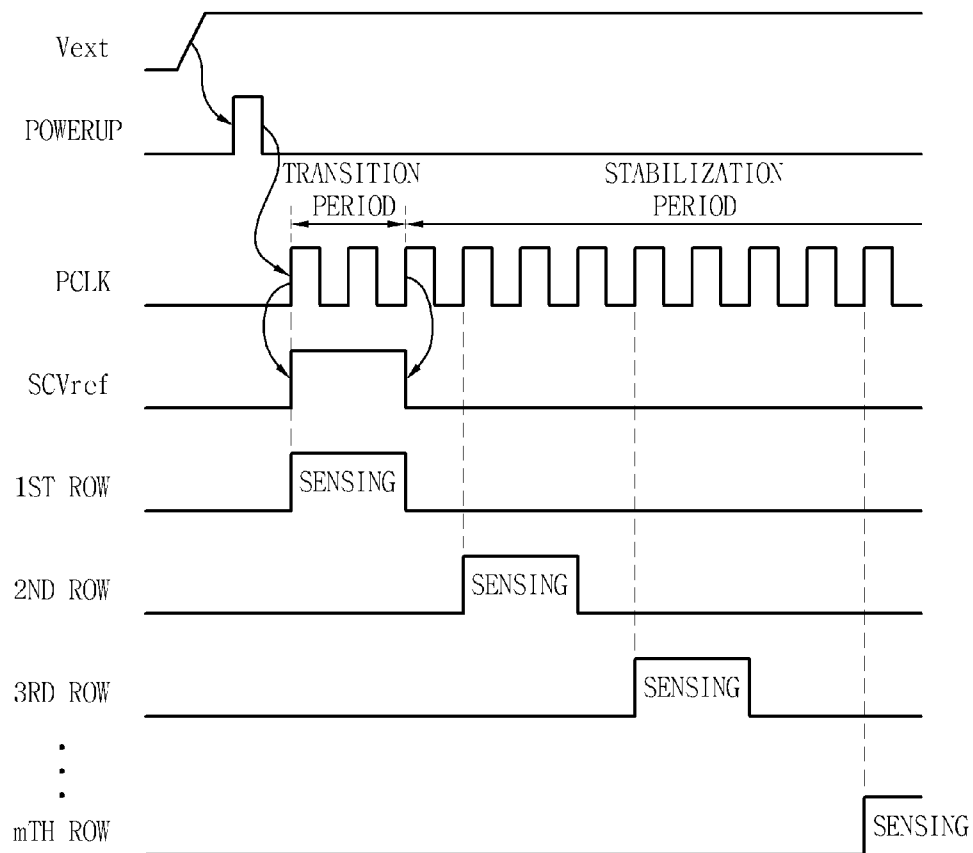 Vext
POWERUP
TRANSITION
PERIOD
STABILIZATION
PERIOD
PCLK
SCVref
1ST ROW
SENSING
2ND ROW
SENSING
3RD ROW
SENSING
mTH ROW
SENSING